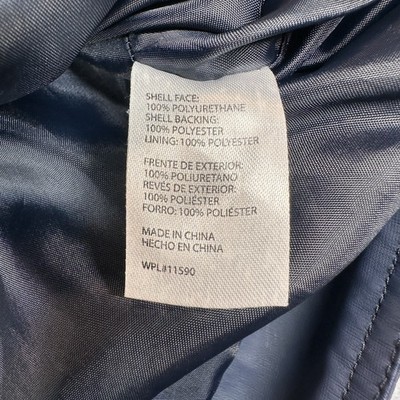 SHELL FACE:
100% POLYURETHANE
SHELL BACKING:
100% POLYESTER
LINING: 100% POLYESTER
FRENTE DE EXTERIOR:
100% POLIURETANO
REVÉS DE EXTERIOR:
100% POLIÉSTER
FORRO: 100% POLIÉSTER
MADE IN CHINA
HECHO EN CHINA
WPL#11590